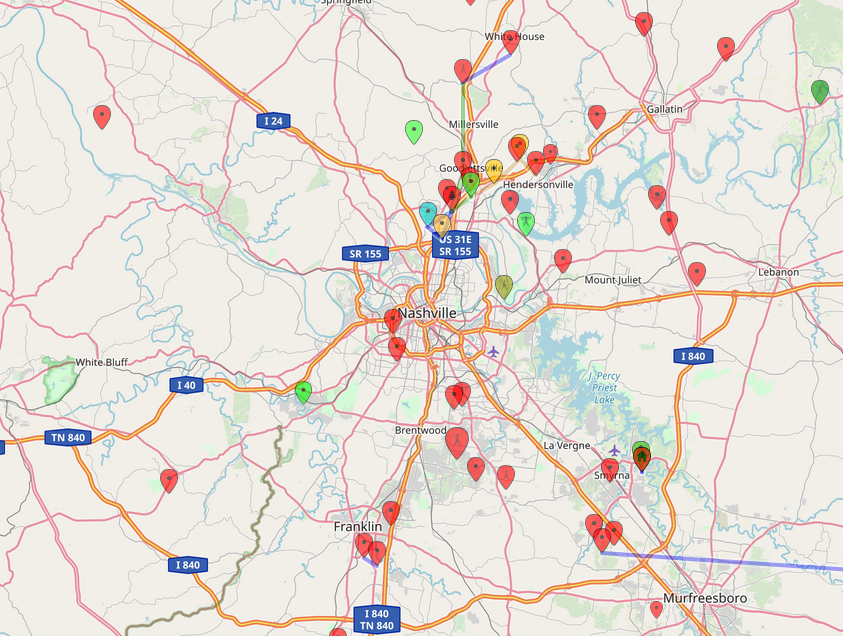 Springfield
White House
Gallatin
I 24
Millersville
Goodlettsville
Hendersonville
US 31E
SR 155
SR 155
Lebanon
Mount Juliet
Nashville
I 840
White Bluff
J. Percy
Priest
Lake
I 40
Brentwood
TN 840
La Vergne
Smyrna
Franklin
I 840
Murfreesboro
I 840
TN 840